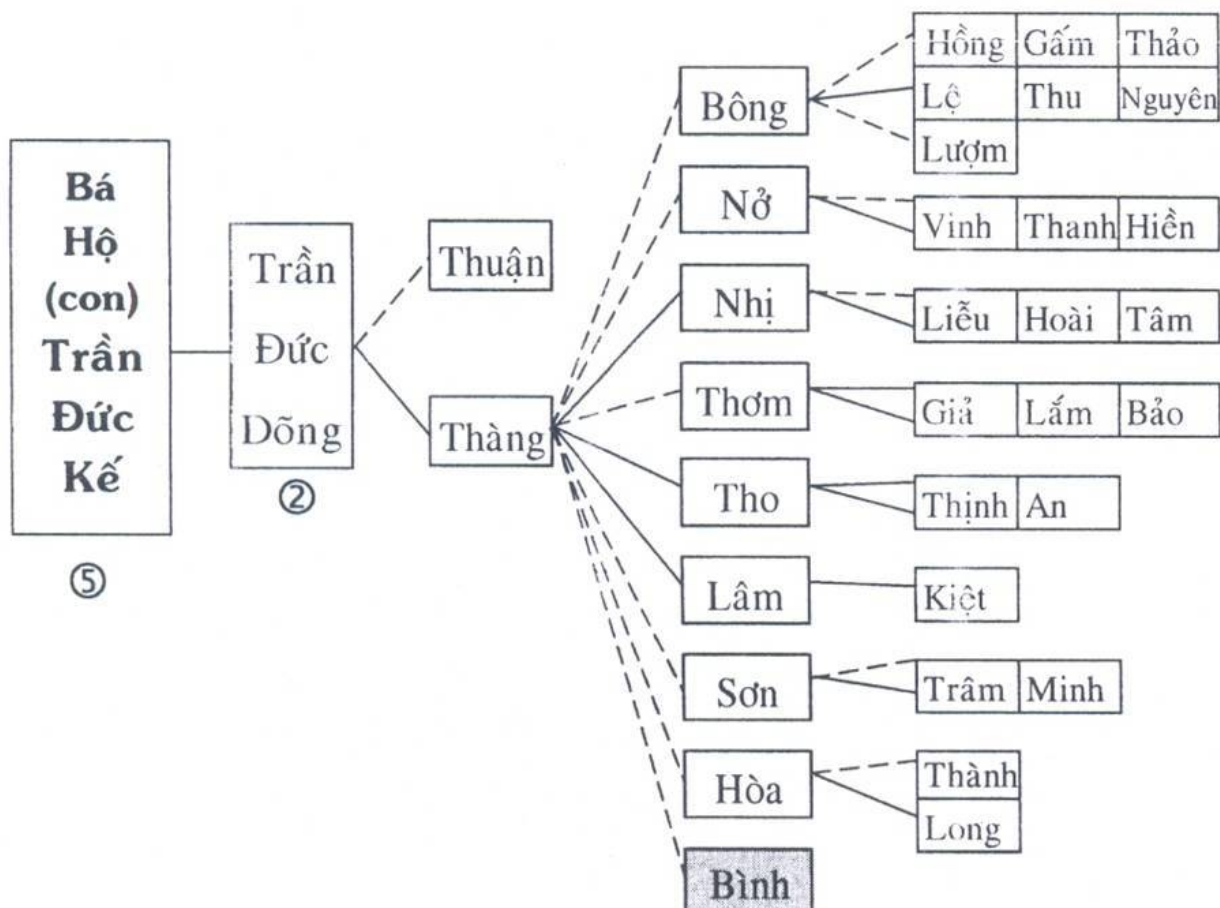 Bá
Hộ
(con)
Trần
Đức
Kế
⑤
Trần
Đức
Dõng
②
Thuận
Thàng
Bông
Hồng Gấm Thảo
Lệ Thu Nguyên
Lượm
Nở
Vinh Thanh Hiền
Nhị
Liễu Hoài Tâm
Thơm
Giả Lắm Bảo
Tho
Thịnh An
Lâm
Kiệt
Sơn
Trâm Minh
Hòa
Thành
Long
Bình